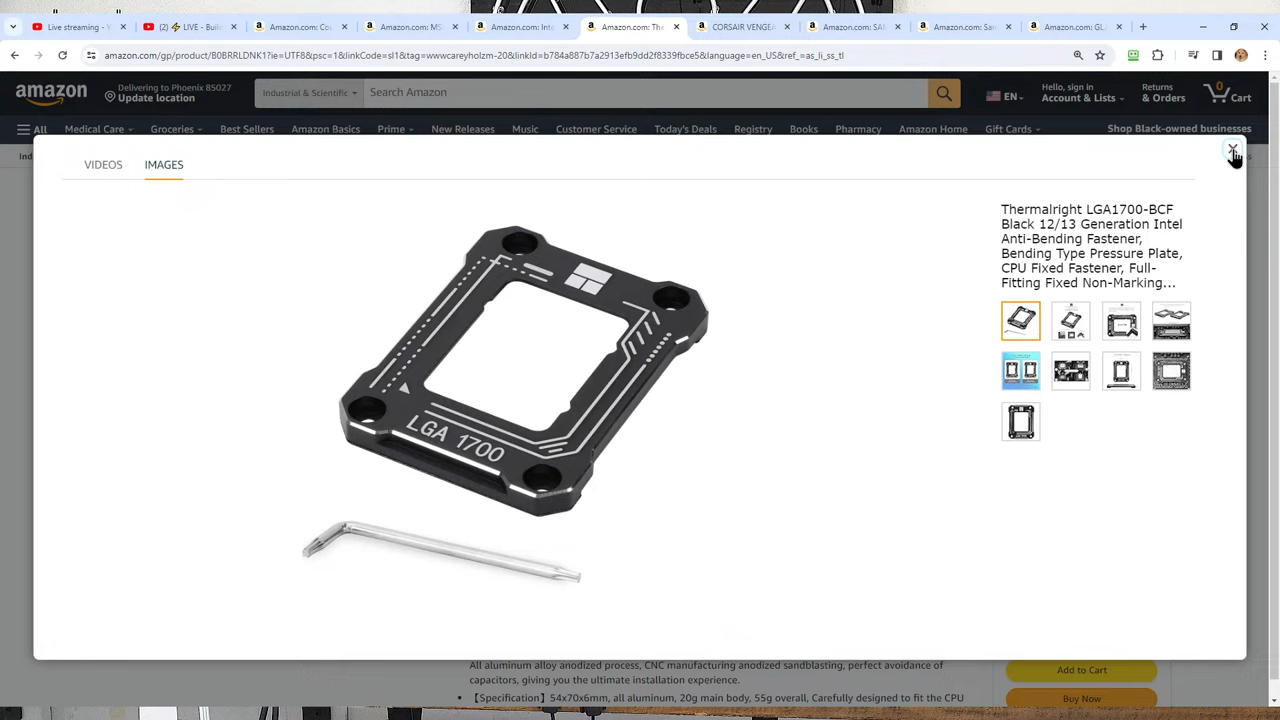 Live streaming - Y
(2) ⚡ LIVE - Build
Amazon.com: Cou
Amazon.com: MS
Amazon.com: Inte
Amazon.com: The
CORSAIR VENGEA
Amazon.com: SAM
Amazon.com: Sam
Amazon.com: GL
amazon.com/gp/product/B0BRRLDNK1?ie=UTF8&psc=1&linkCode=sl1&tag=wwwcareyholzm-20&linkId=b784a887b7a2913efb9dd7f0cbe6&language=en_US&ref_=as_li_ss_tl
amazon
Delivering to Phoenix 85027
Update location
Industrial & Scientific
Search Amazon
EN
Hello, sign in
Account & Lists
Returns
& Orders
0
Cart
All
Medical Care
Groceries
Best Sellers
Amazon Basics
Prime
New Releases
Music
Customer Service
Today's Deals
Registry
Books
Pharmacy
Amazon Home
Gift Cards
Shop Black-owned businesses
VIDEOS
IMAGES
Thermalright LGA1700-BCF
Black 12/13 Generation Intel
Anti-Bending Fastener,
Bending Type Pressure Plate,
CPU Fixed Fastener, Full-
Fitting Fixed Non-Marking...
LGA 1700
All aluminum alloy anodized process, CNC manufacturing anodized sandblasting, perfect avoidance of
capacitors, giving you the ultimate installation experience.
• 【Specification】54x70x6mm, all aluminum, 20g main body, 55g overall, Carefully designed to fit the CPU
Add to Cart
Buy Now